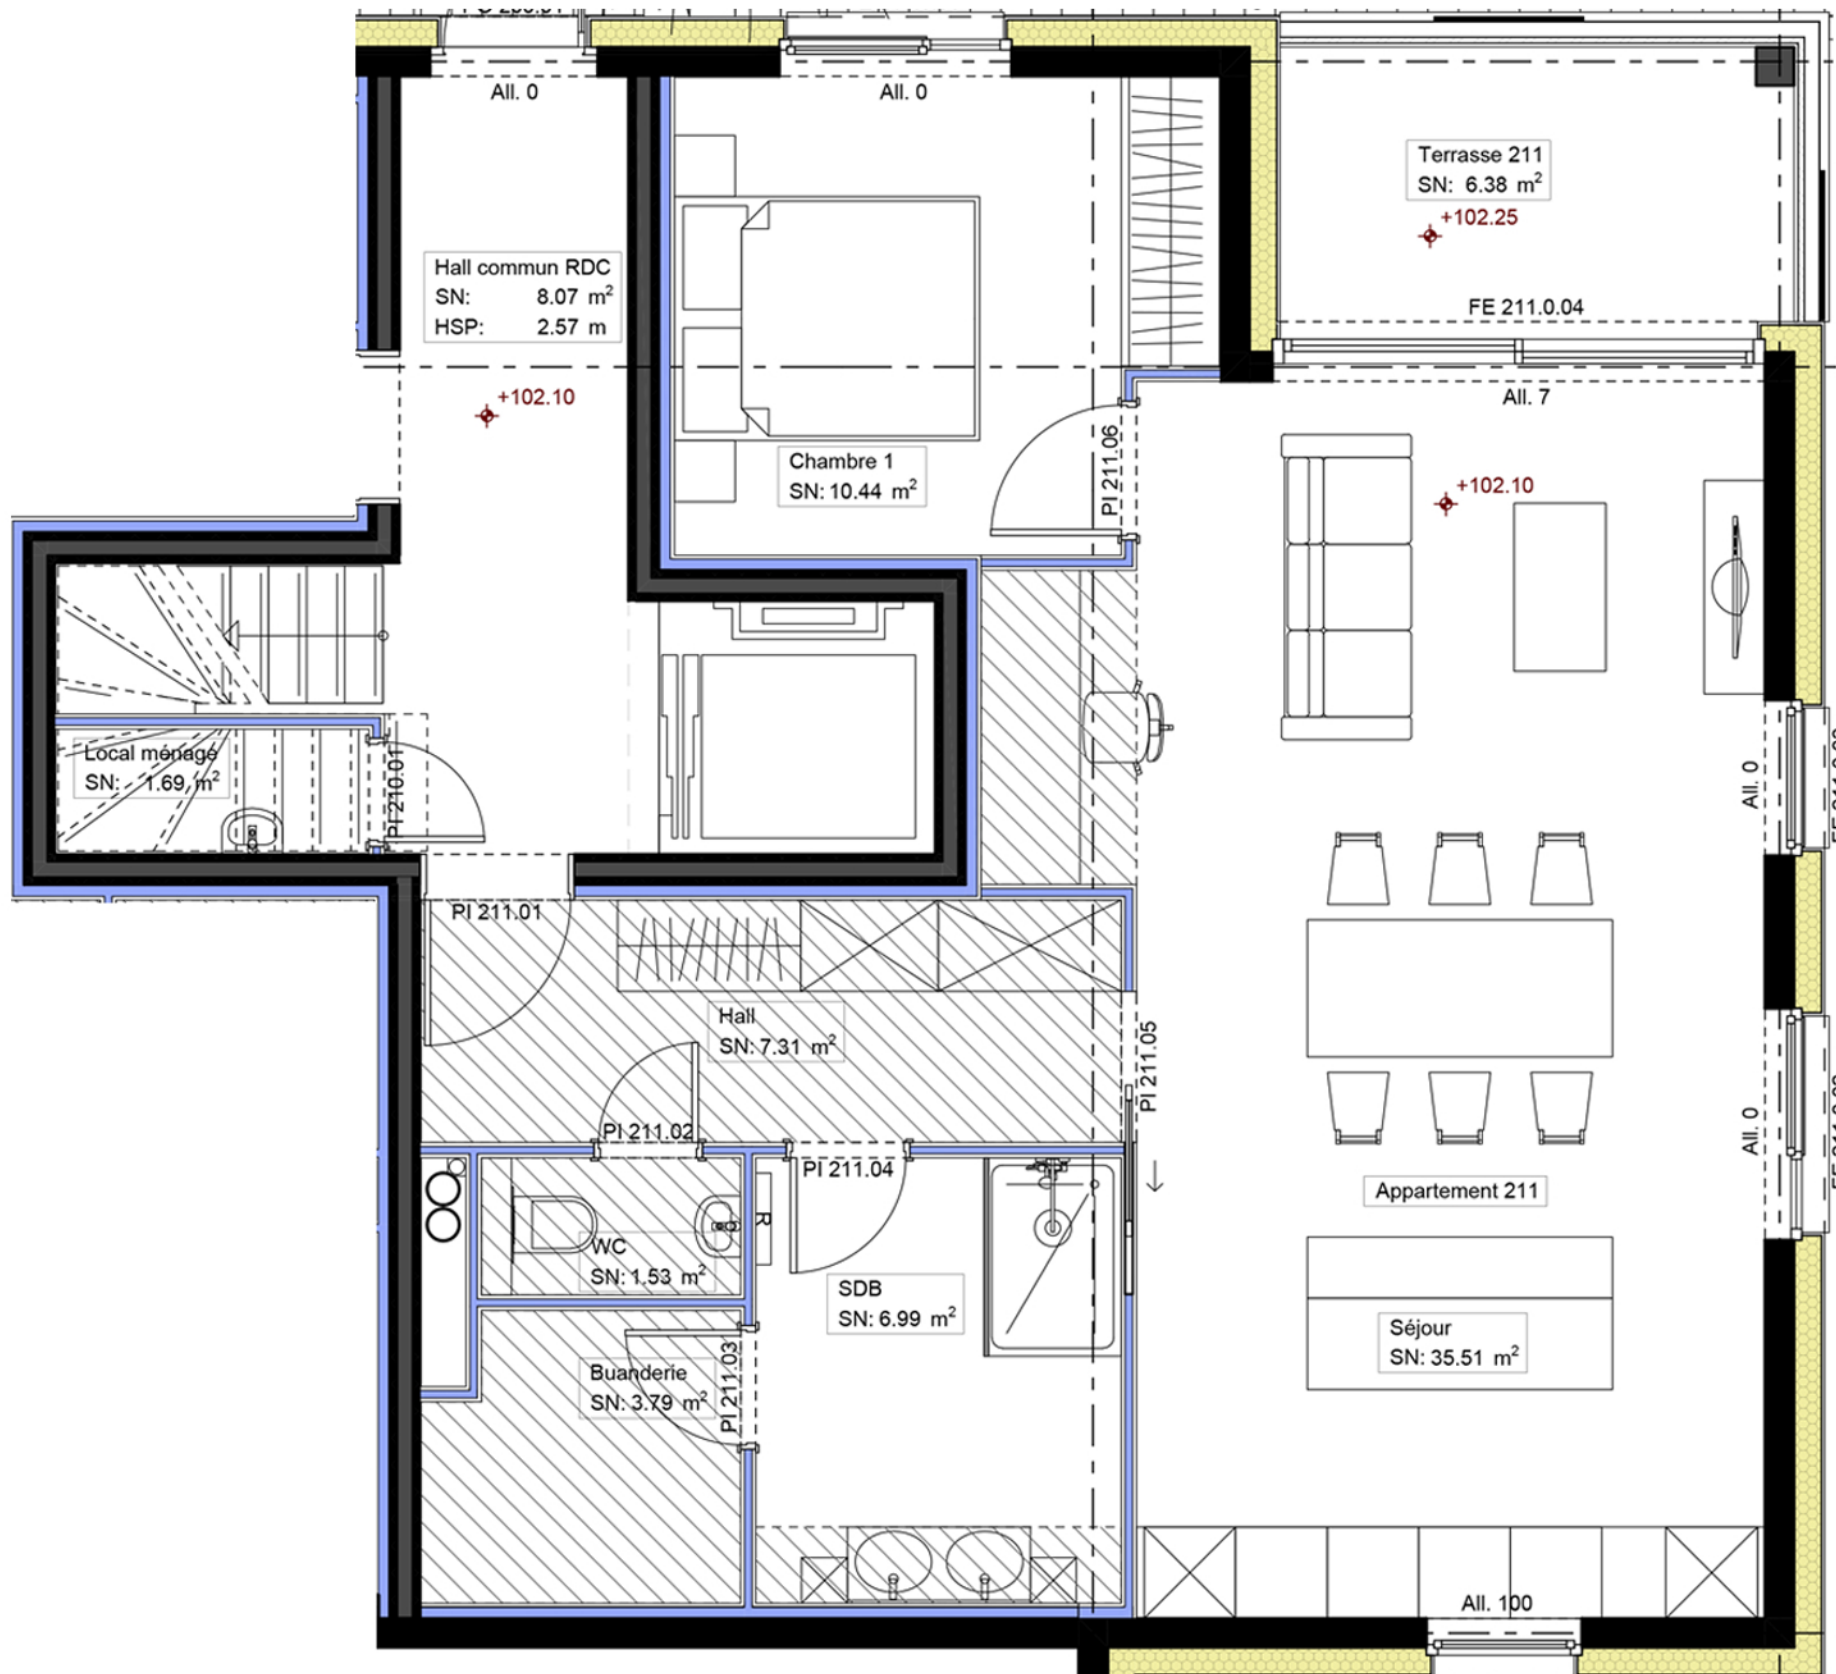 All. 0
All. 0
Terrasse 211
SN: 6.38 m²
+102.25
Hall commun RDC
SN: 8.07 m²
HSP: 2.57 m
FE 211.0.04
+102.10
All. 7
Chambre 1
SN: 10.44 m²
PI 211.06
+102.10
Local ménage
SN: 1.69 m²
PI 210.01
All. 0
PI 211.01
Hall
SN: 7.31 m²
PI 211.05
PI 211.02
PI 211.04
All. 0
Appartement 211
R
WC
SN: 1.53 m²
SDB
SN: 6.99 m²
Séjour
SN: 35.51 m²
Buanderie
SN: 3.79 m²
PI 211.03
All. 100